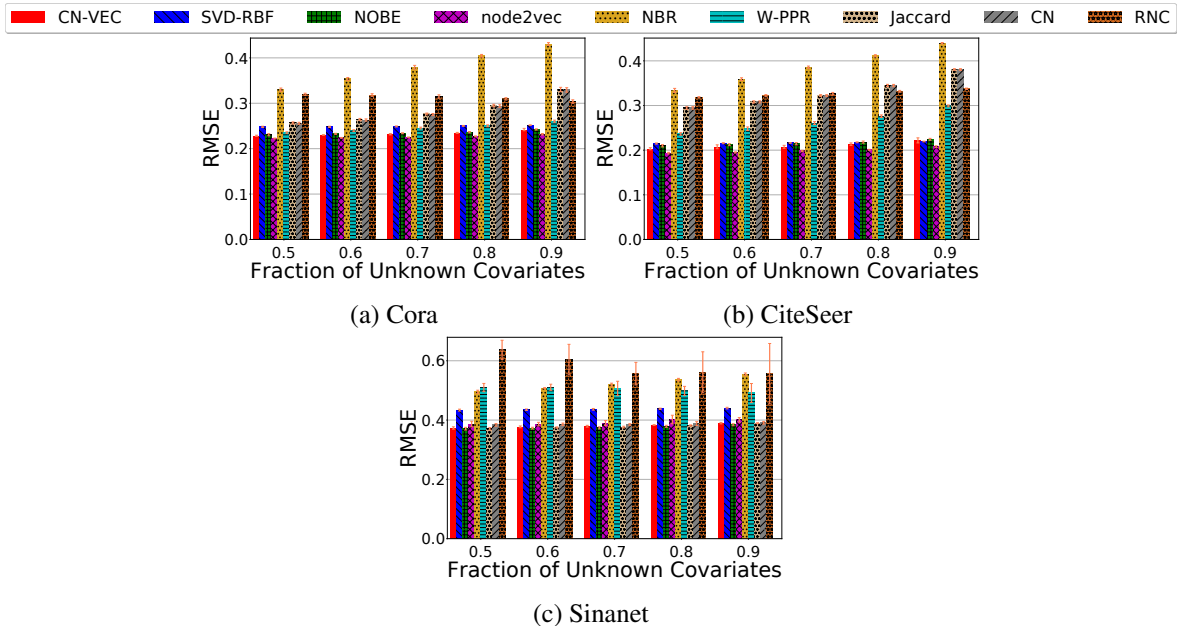 CN-VEC SVD-RBF NOBE node2vec NBR W-PPR Jaccard CN RNC
RMSE
0.4
0.3
0.2
0.1
0.0
0.5 0.6 0.7 0.8 0.9
Fraction of Unknown Covariates
(a) Cora
RMSE
0.4
0.3
0.2
0.1
0.0
0.5 0.6 0.7 0.8 0.9
Fraction of Unknown Covariates
(b) CiteSeer
RMSE
0.6
0.4
0.2
0.0
0.5 0.6 0.7 0.8 0.9
Fraction of Unknown Covariates
(c) Sinanet